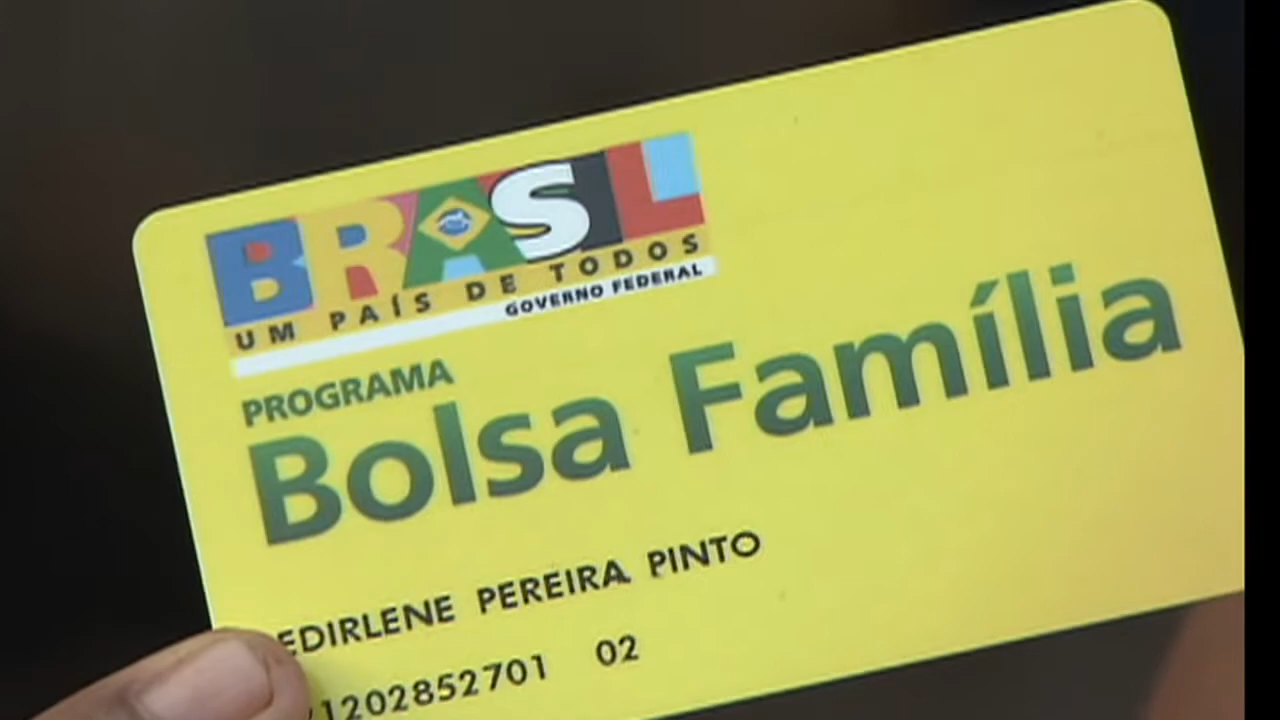 BRASIL
UM PAÍS DE TODOS
GOVERNO FEDERAL
PROGRAMA
Bolsa Família
EDIRLENE PEREIRA PINTO
1202852701 02